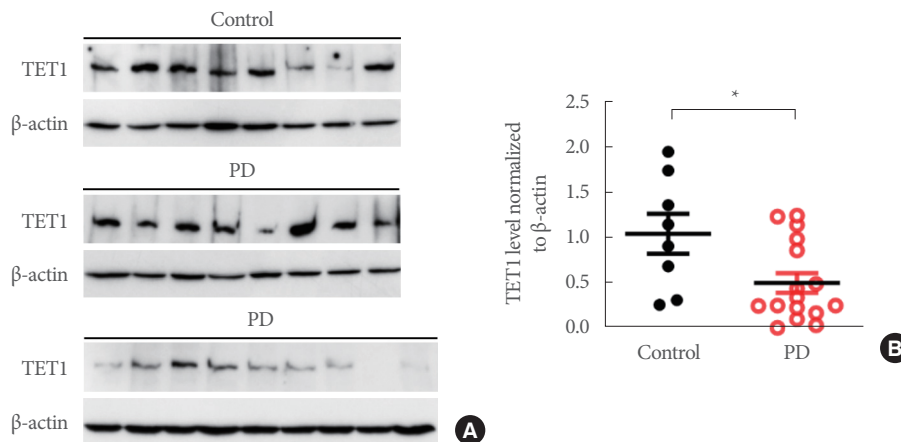 Control
TET1
β-actin
PD
TET1
β-actin
PD
TET1
β-actin
A
TET1 level normalized
to β-actin
2.5
2.0
1.5
1.0
0.5
0.0
*
Control
PD
B